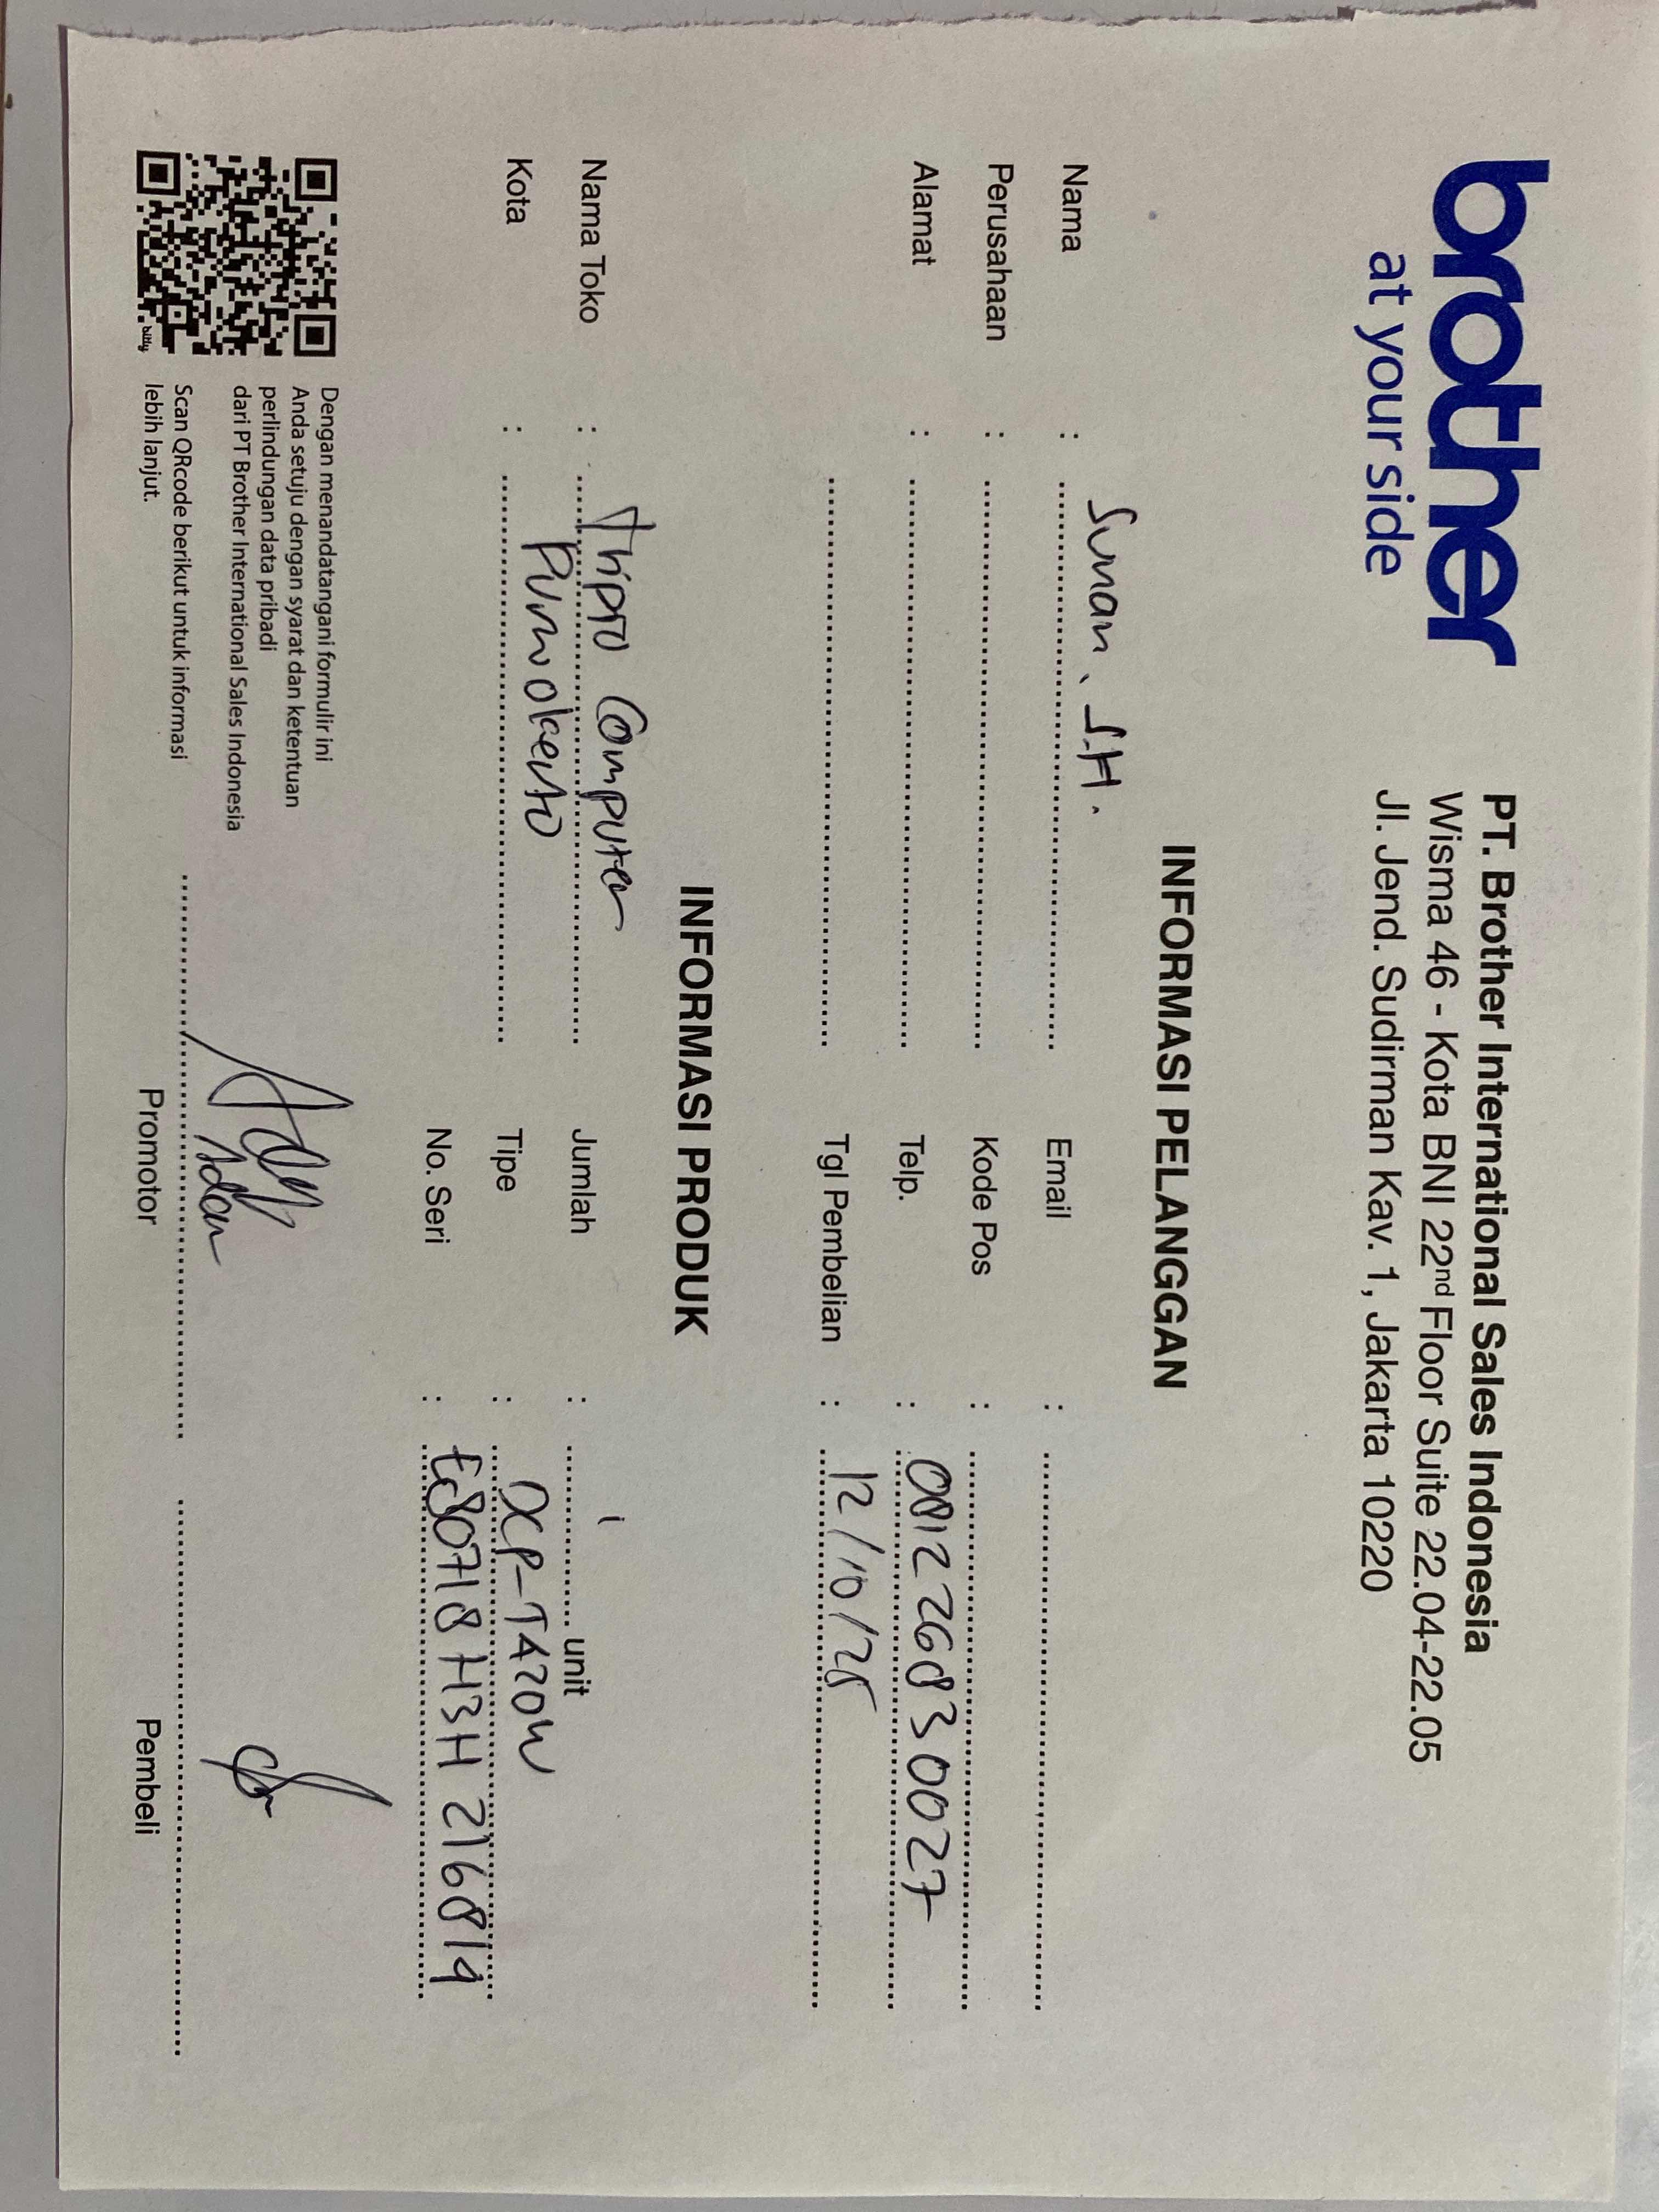 brother
at your side
PT. Brother International Sales Indonesia
Wisma 46 - Kota BNI 22nd Floor Suite 22.04-22.05
Jl. Jend. Sudirman Kav. 1, Jakarta 10220
INFORMASI PELANGGAN
Nama : S.H. Email :
Perusahaan : Kode Pos :
Alamat : Telp. : 081226830027
Tgl Pembelian : 12/10/25
INFORMASI PRODUK
Nama Toko : Computer Jumlah : 1 unit
Kota : Purwokerto Tipe : DCP-T420W
No. Seri :
Dengan menandatangani formulir ini
Anda setuju dengan syarat dan ketentuan
perlindungan data pribadi
dari PT Brother International Sales Indonesia
Scan QRcode berikut untuk informasi
lebih lanjut.
bitly
Promotor Pembeli